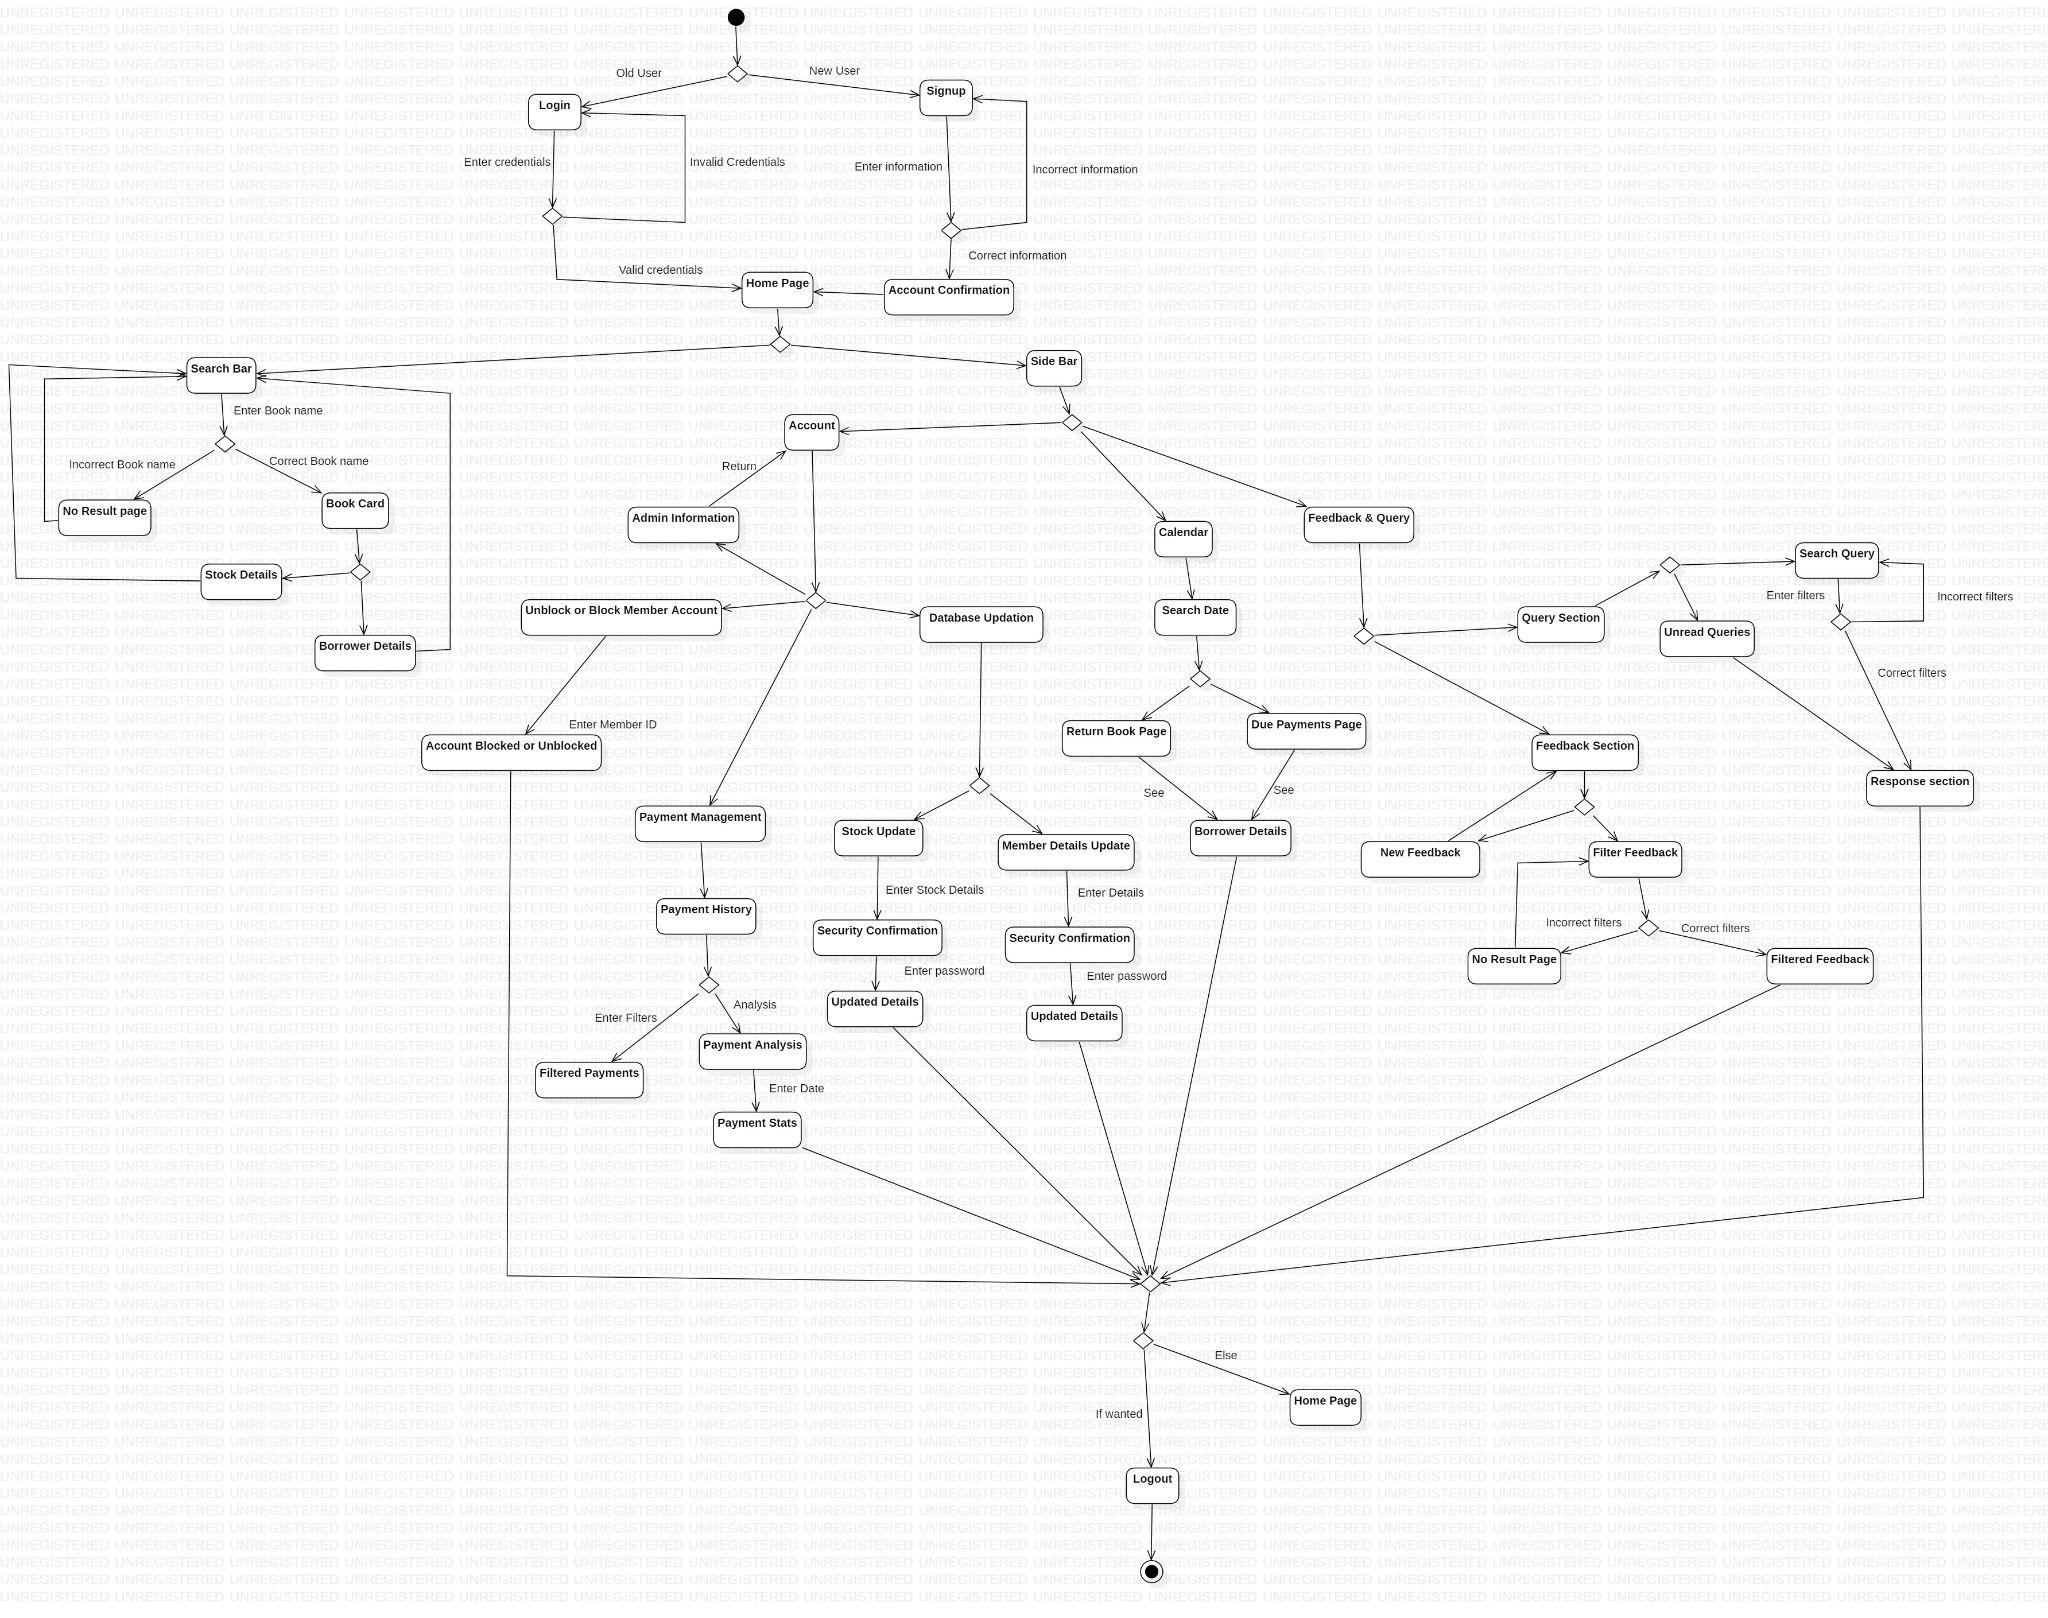 Old User
New User
Signup
Login
Enter credentials
Invalid Credentials
Enter information
Incorrect information
Correct information
Valid credentials
Home Page
Account Confirmation
Search Bar
Side Bar
Enter Book name
Account
Incorrect Book name
Correct Book name
Return
No Result page
Book Card
Admin Information
Calendar
Feedback & Query
Search Query
Stock Details
Unblock or Block Member Account
Database Updation
Search Date
Query Section
Unread Queries
Enter filters
Incorrect filters
Borrower Details
Correct filters
Enter Member ID
Account Blocked or Unblocked
Return Book Page
Due Payments Page
Feedback Section
Response section
See
See
Payment Management
Stock Update
Member Details Update
Borrower Details
New Feedback
Filter Feedback
Enter Stock Details
Enter Details
Payment History
Security Confirmation
Security Confirmation
Incorrect filters
Correct filters
No Result Page
Filtered Feedback
Enter password
Enter password
Analysis
Enter Filters
Updated Details
Updated Details
Payment Analysis
Filtered Payments
Enter Date
Payment Stats
Else
Home Page
If wanted
Logout
UNREGISTERED